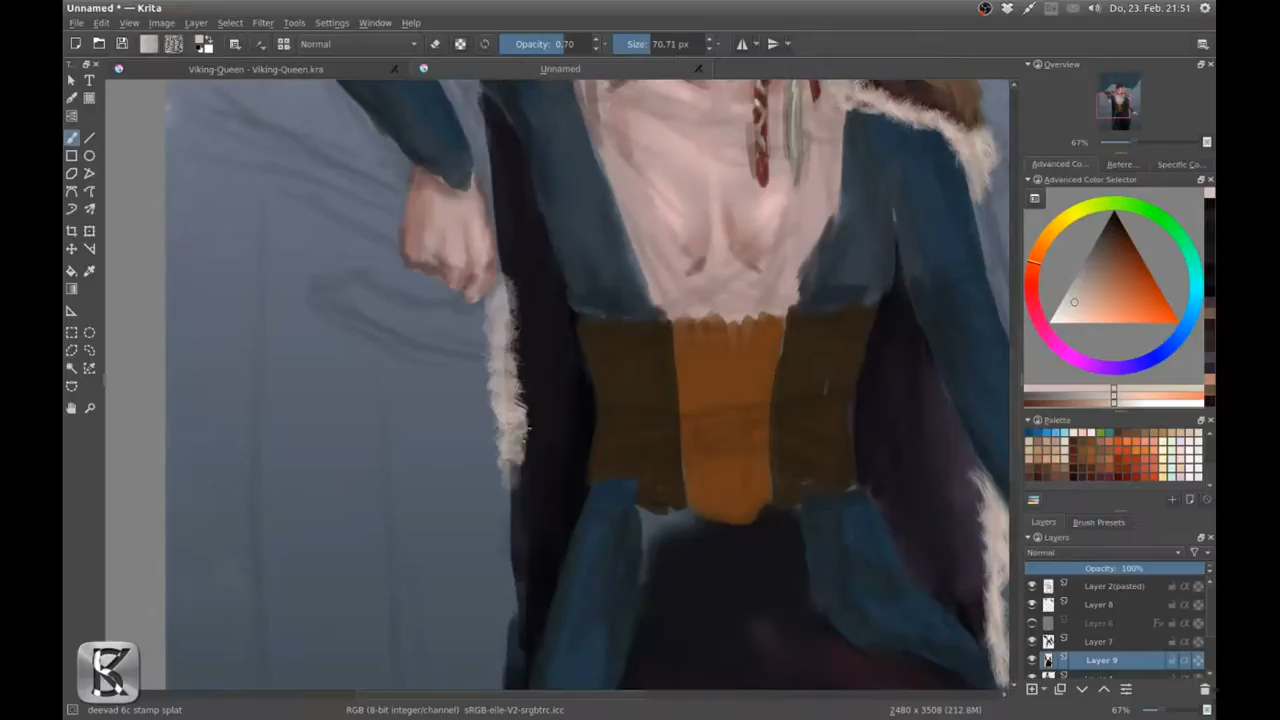 Unnamed * — Krita
De
Do, 23. Feb. 21:51
File Edit View Image Layer Select Filter Tools Settings Window Help
Normal
Opacity: 0.70
Size: 70.71 px
T...
Viking-Queen - Viking-Queen.kra
Unnamed
Overview
67%
Advanced Co...
Refere...
Specific Co...
Advanced Color Selector
Palette
Layers
Brush Presets
Layers
Normal
Opacity: 100%
Layer 2(pasted)
Layer 8
Layer 6
Layer 7
Layer 9
K
deevad 6c stamp splat
RGB (8-bit integer/channel) sRGB-elle-V2-srgbtrc.icc
2480 x 3508 (212.8M)
67%